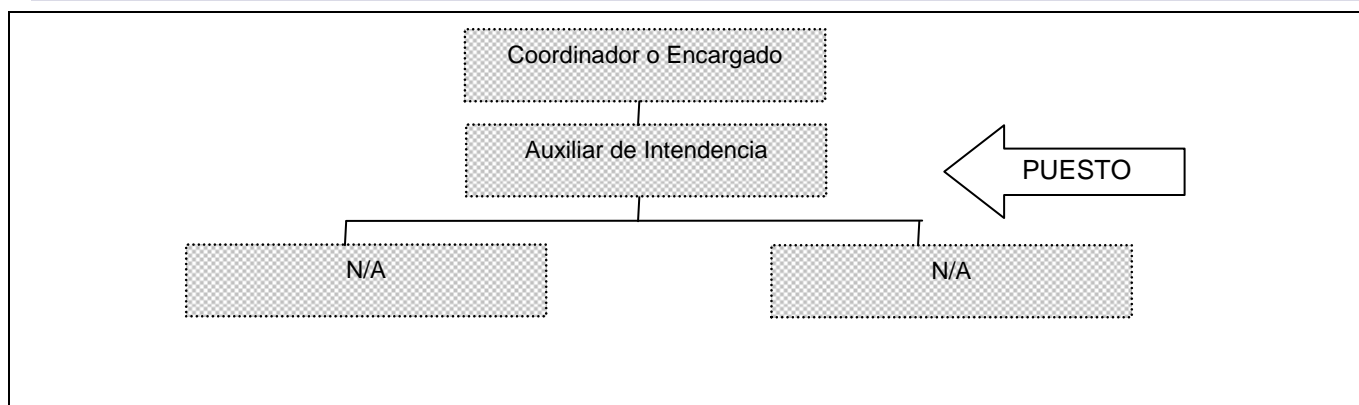 Coordinador o Encargado
Auxiliar de Intendencia
PUESTO
N/A
N/A